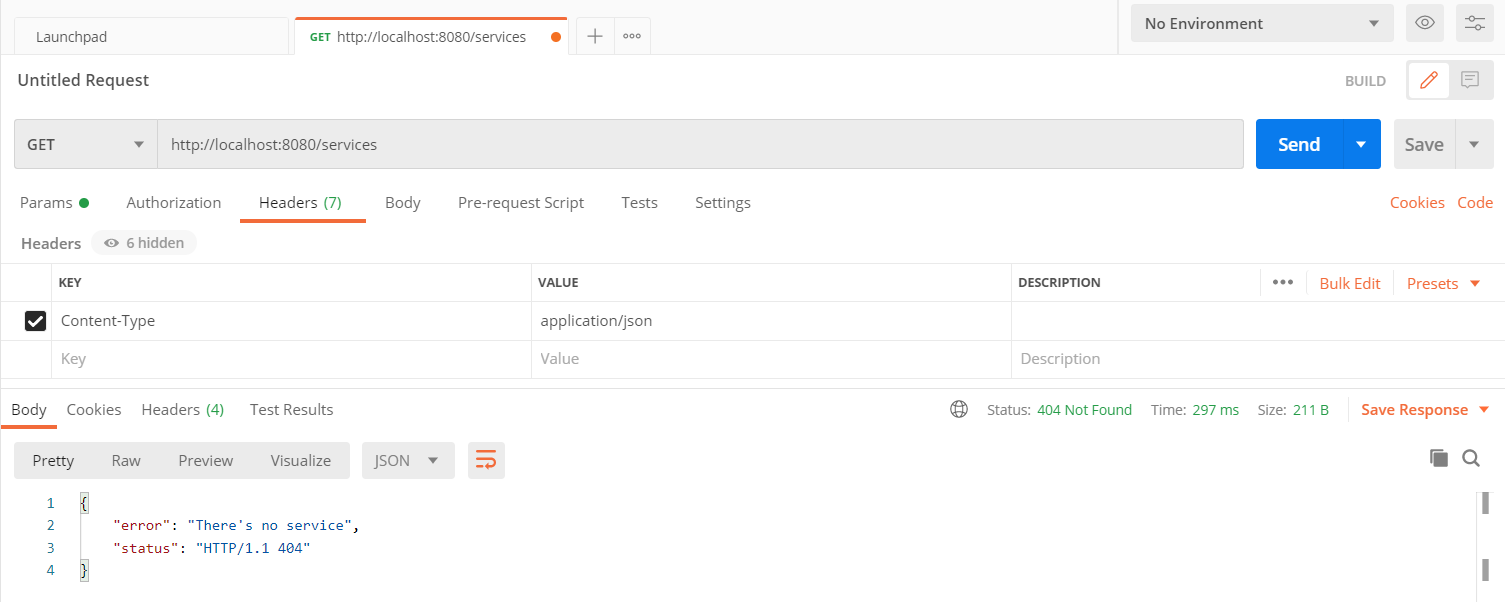 Launchpad GET http://localhost:8080/services No Environment
Untitled Request BUILD
GET http://localhost:8080/services Send Save
Params Authorization Headers (7) Body Pre-request Script Tests Settings Cookies Code
Headers 6 hidden
KEY VALUE DESCRIPTION Bulk Edit Presets
Content-Type application/json
Key Value Description
Body Cookies Headers (4) Test Results Status: 404 Not Found Time: 297 ms Size: 211 B Save Response
Pretty Raw Preview Visualize JSON
1 {
2 "error": "There's no service",
3 "status": "HTTP/1.1 404"
4 }